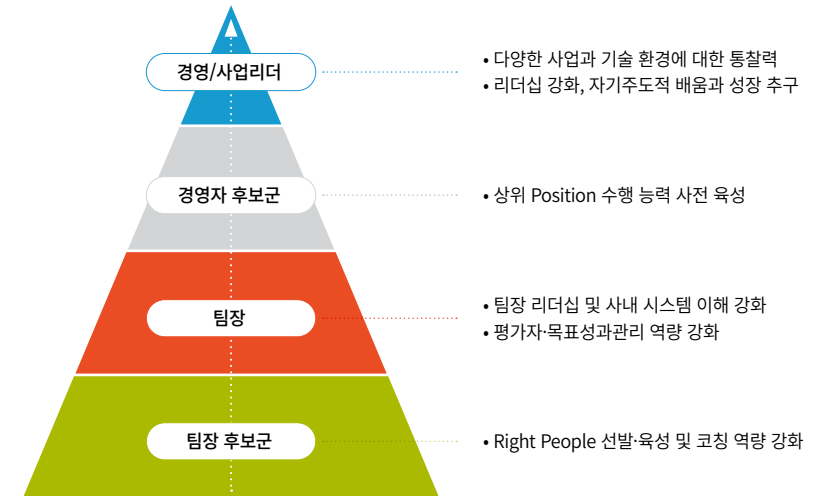 경영/사업리더
• 다양한 사업과 기술 환경에 대한 통찰력
• 리더십 강화, 자기주도적 배움과 성장 추구
경영자 후보군
• 상위 Position 수행 능력 사전 육성
팀장
• 팀장 리더십 및 사내 시스템 이해 강화
• 평가자·목표성과관리 역량 강화
팀장 후보군
• Right People 선발·육성 및 코칭 역량 강화